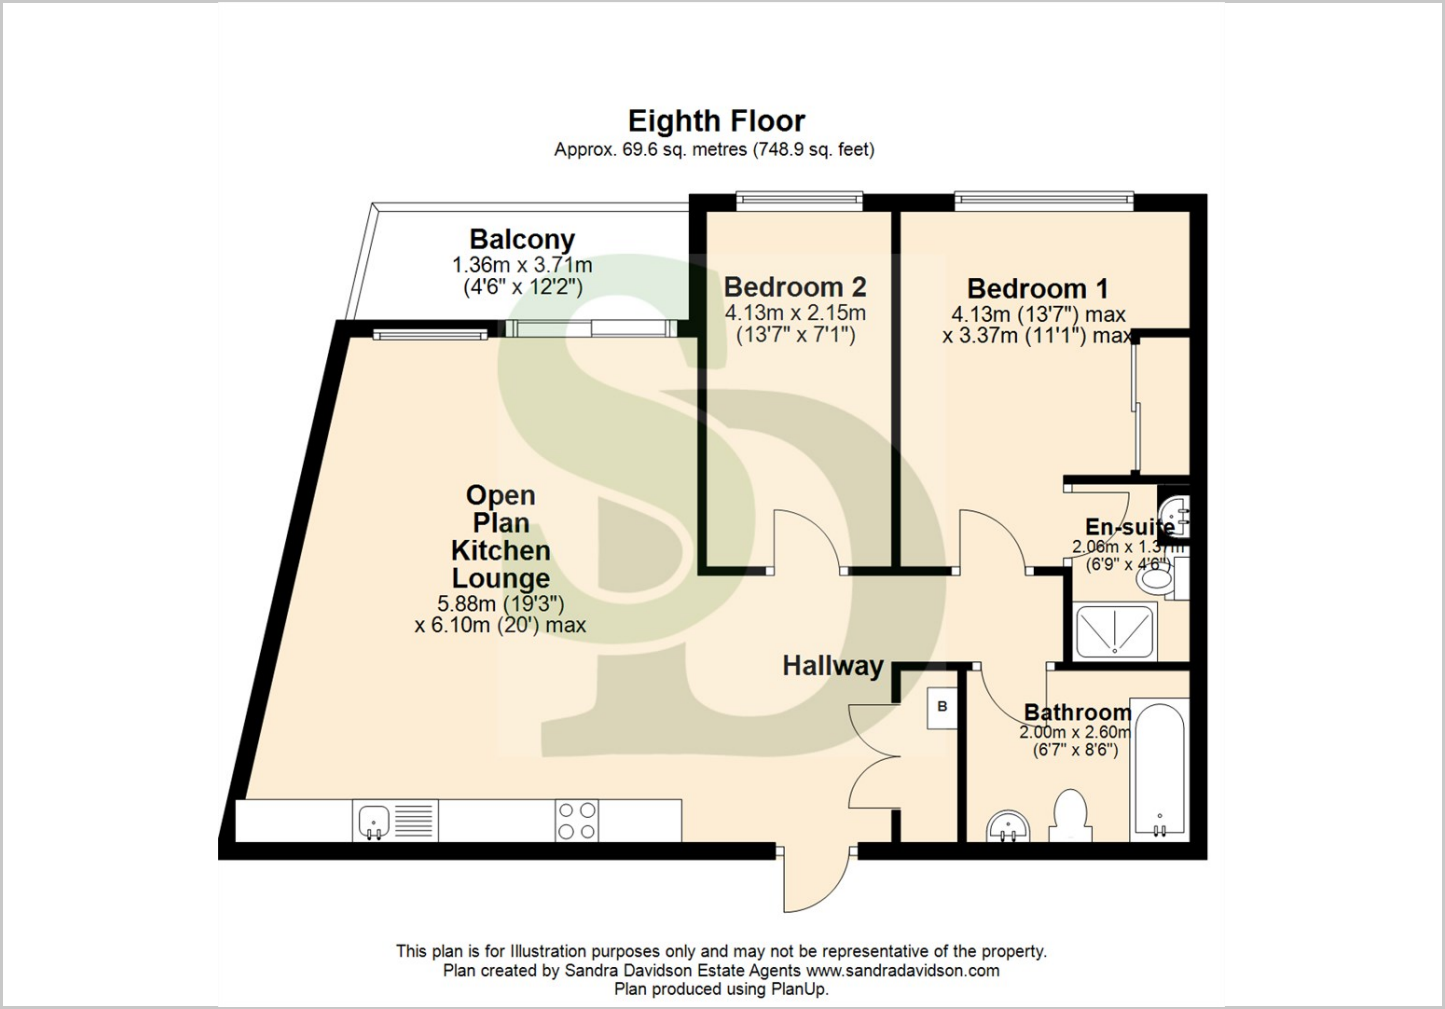 Eighth Floor
Approx. 69.6 sq. metres (748.9 sq. feet)
Balcony
1.36m x 3.71m
(4'6" x 12'2")
Bedroom 2
4.13m x 2.15m
(13'7" x 7'1")
Bedroom 1
4.13m (13'7") max
x 3.37m (11'1") max
Open
Plan
Kitchen
Lounge
5.88m (19'3")
x 6.10m (20') max
En-suite
2.06m x 1.37m
(6'9" x 4'6")
Hallway
B
Bathroom
2.00m x 2.60m
(6'7" x 8'6")
SD
This plan is for Illustration purposes only and may not be representative of the property.
Plan created by Sandra Davidson Estate Agents www.sandradavidson.com
Plan produced using PlanUp.